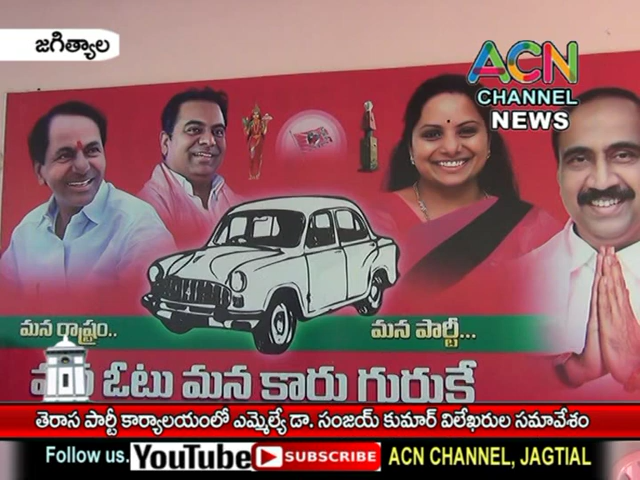 జగిత్యాల
ACN
CHANNEL
NEWS
మన రాష్ట్రం.. మన పార్టీ...
ఓటు మన కారు గురుకే
తెరాస పార్టీ కార్యాలయంలో ఎమ్మెల్యే డా. సంజయ్ కుమార్ విలేఖరుల సమావేశం
Follow us. YouTube SUBSCRIBE ACN CHANNEL, JAGTIAL